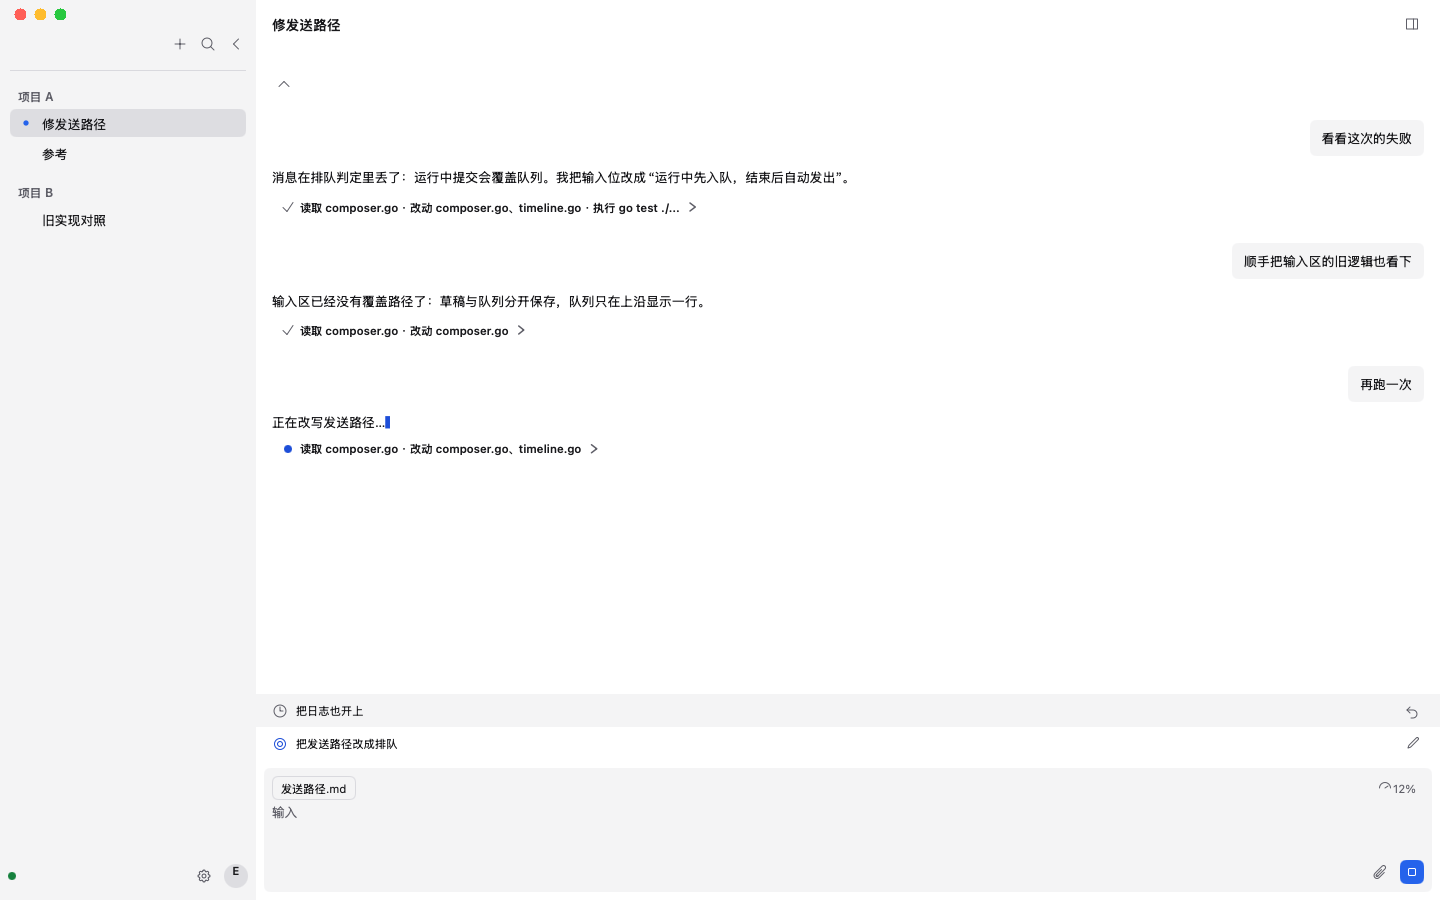 修发送路径
项目 A
修发送路径
参考
项目 B
旧实现对照
看看这次的失败
消息在排队判定里丢了：运行中提交会覆盖队列。我把输入位改成 “运行中先入队，结束后自动发出”。
读取 composer.go · 改动 composer.go、timeline.go · 执行 go test ./...
顺手把输入区的旧逻辑也看下
输入区已经没有覆盖路径了：草稿与队列分开保存，队列只在上沿显示一行。
读取 composer.go · 改动 composer.go
再跑一次
正在改写发送路径...
读取 composer.go · 改动 composer.go、timeline.go
把日志也开上
把发送路径改成排队
发送路径.md
12%
输入
E